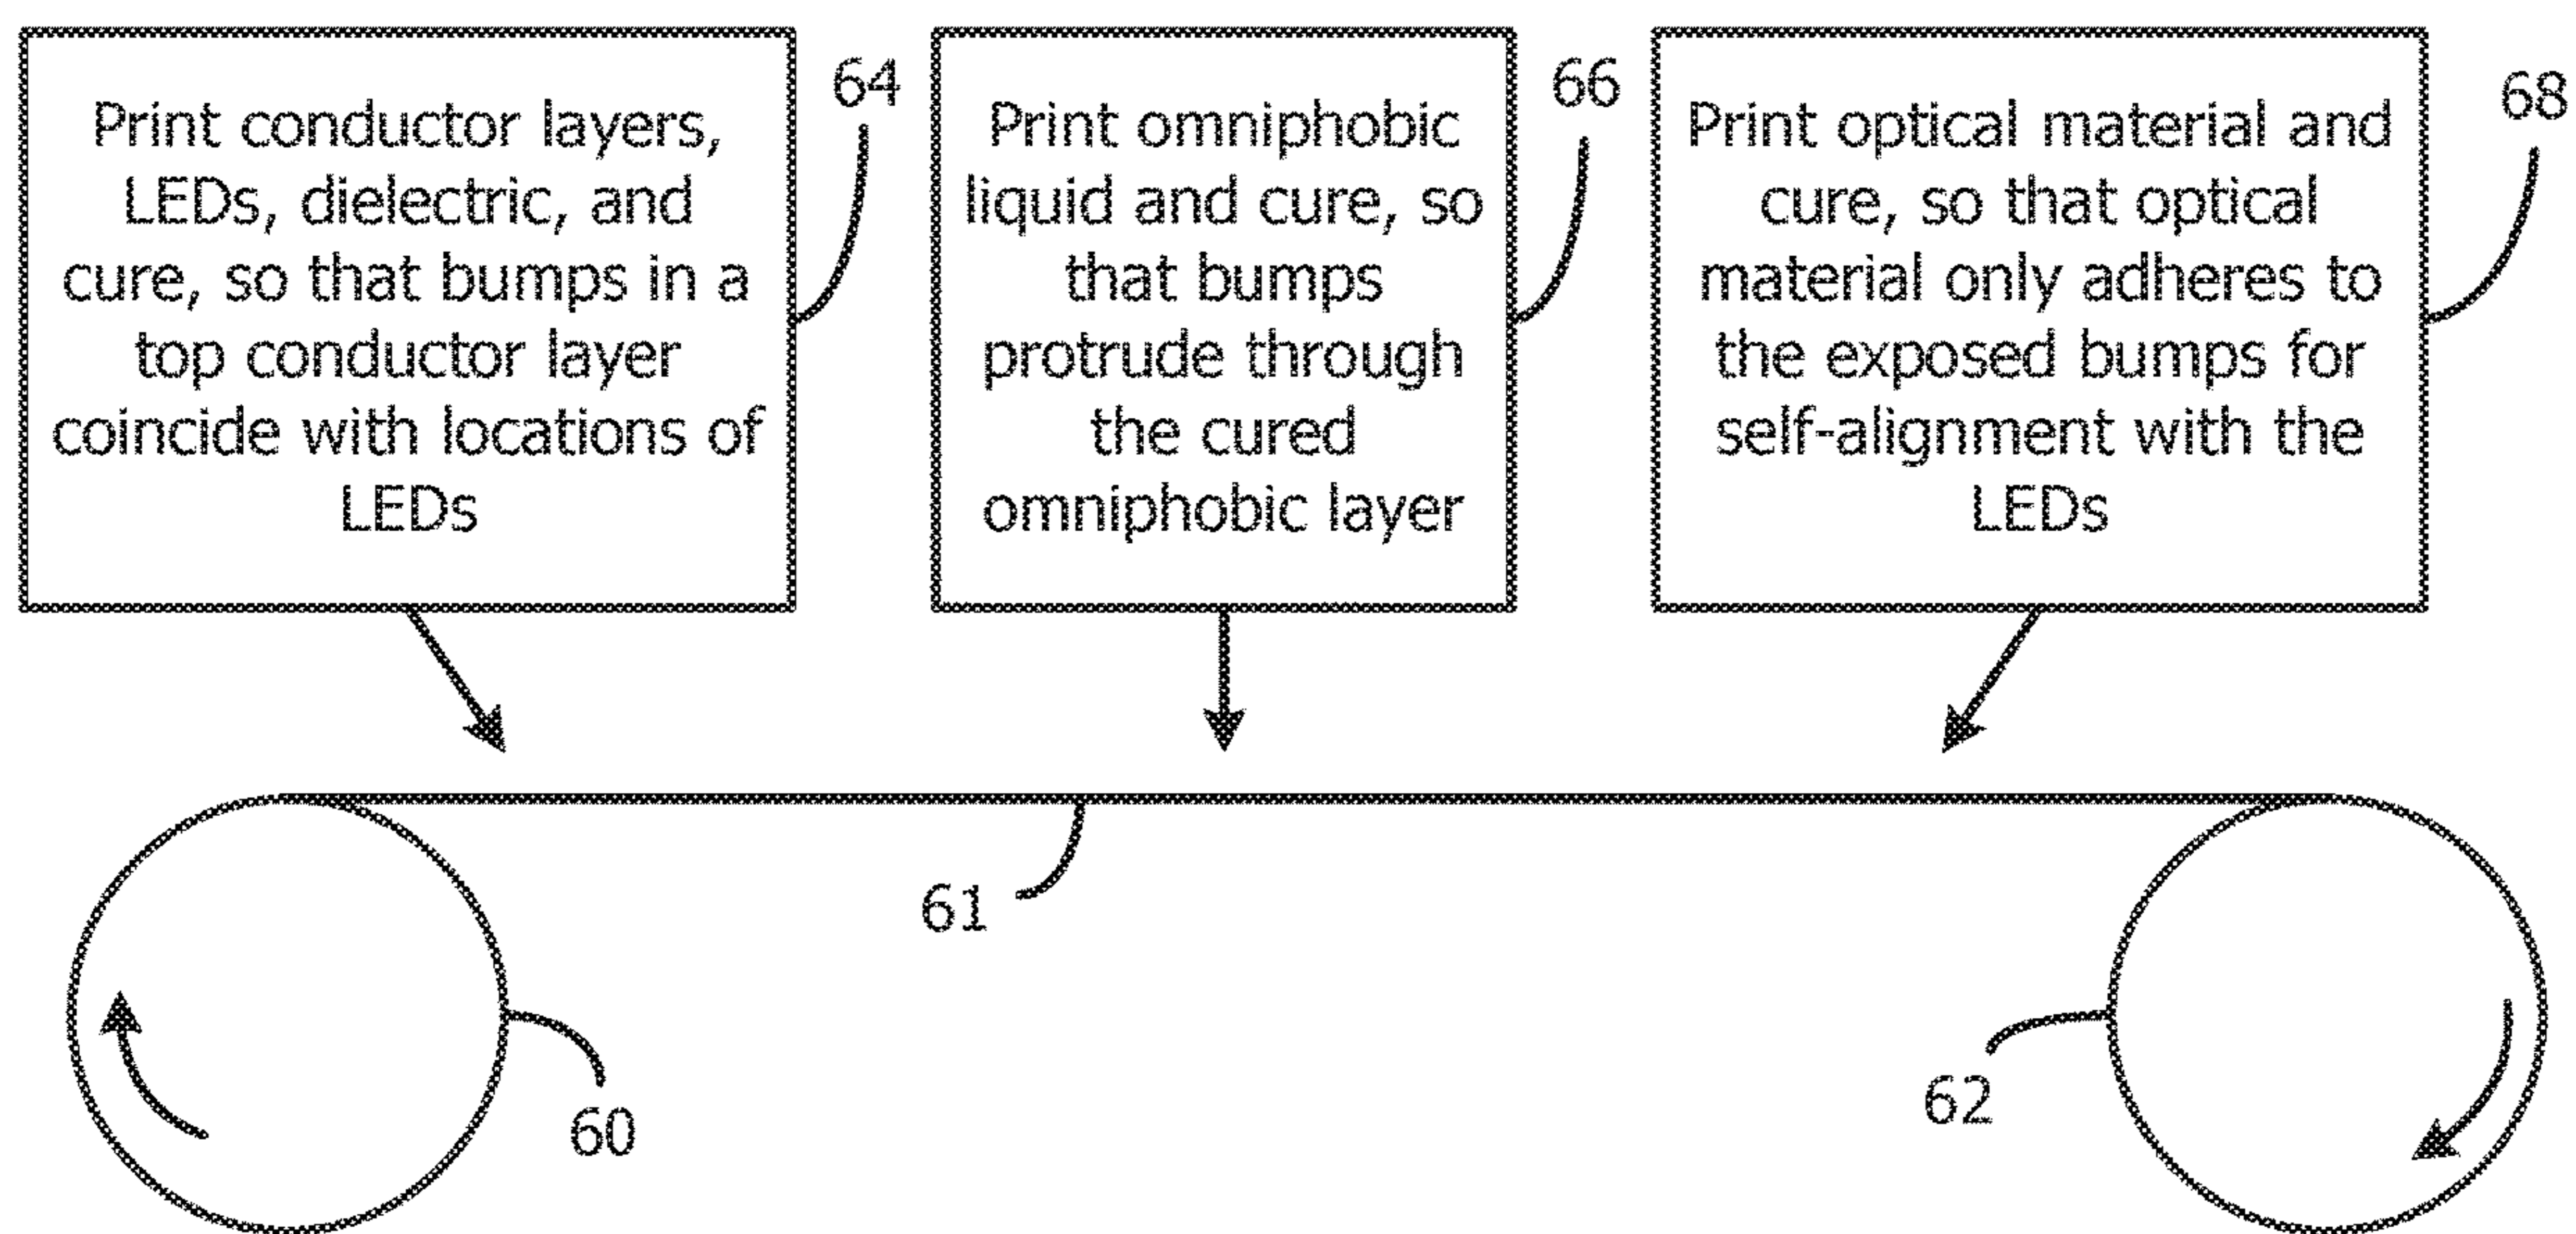 Print conductor layers,
LEDs, dielectric, and
cure, so that bumps in a
top conductor layer
coincide with locations of
LEDs
64
Print omniphobic
liquid and cure, so
that bumps
protrude through
the cured
omniphobic layer
66
Print optical material and
cure, so that optical
material only adheres to
the exposed bumps for
self-alignment with the
LEDs
68
61
60
62